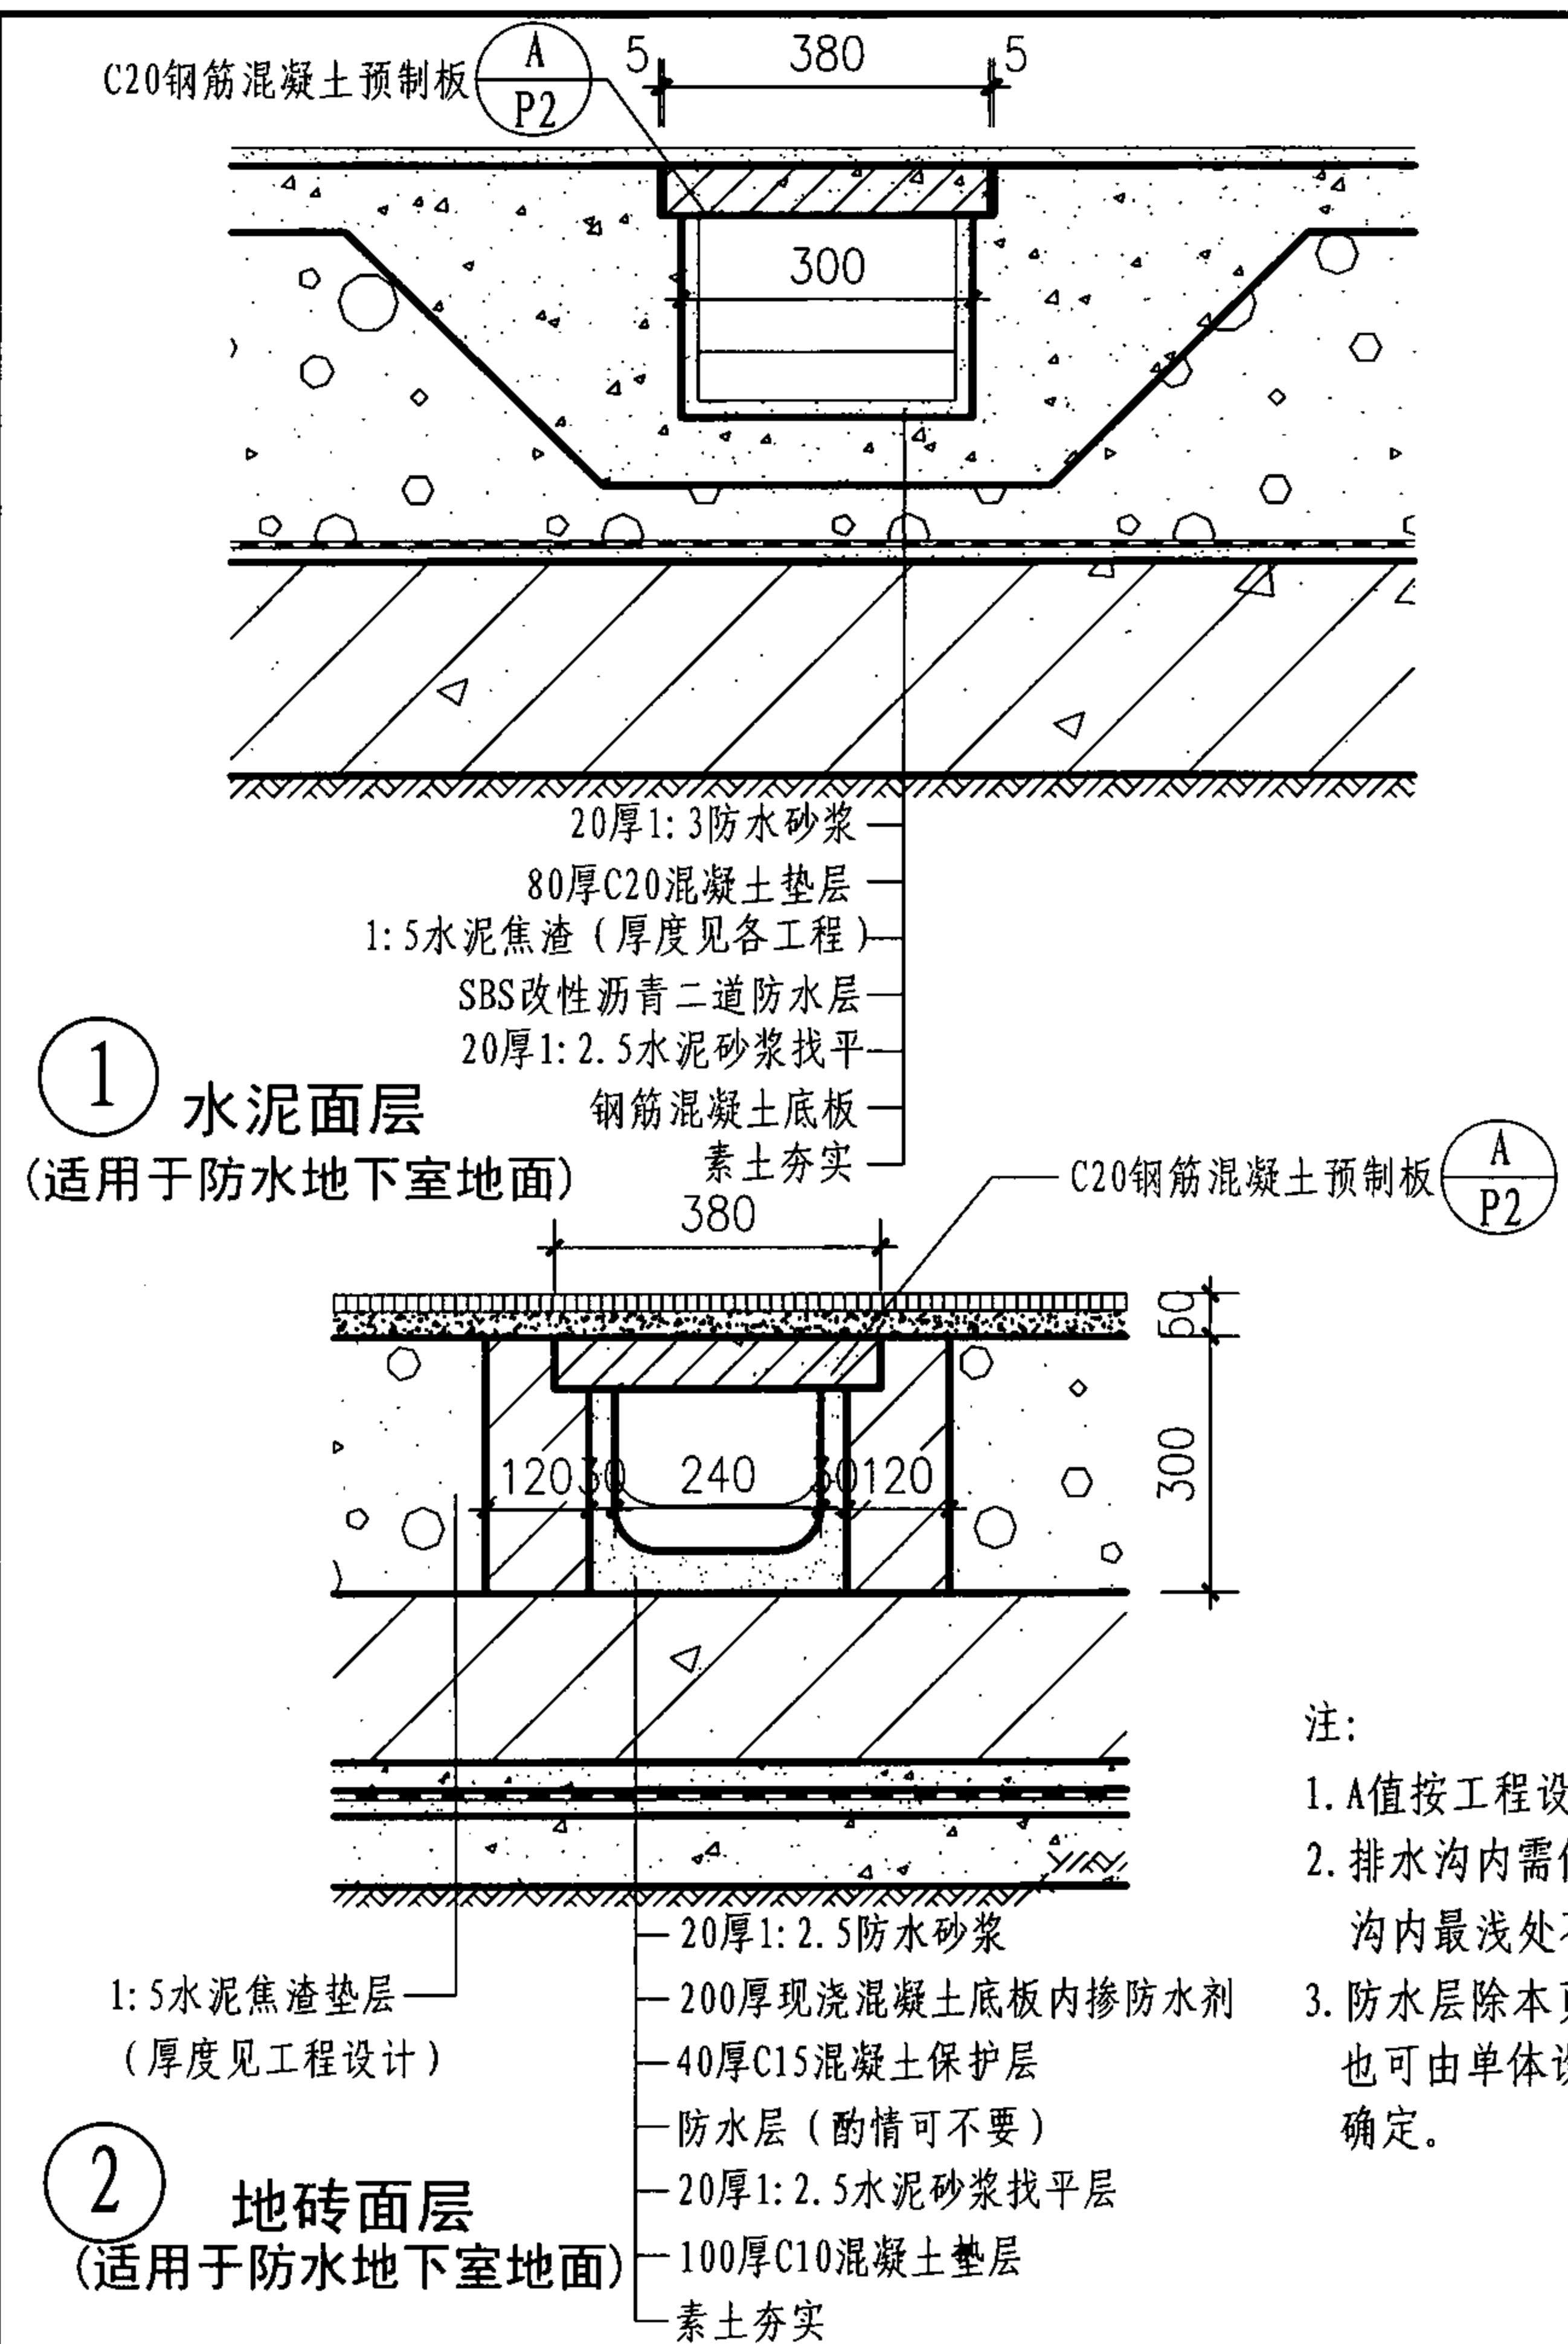 C20钢筋混凝土预制板
A
P2
5 380 5
300
20厚1:3防水砂浆
80厚C20混凝土垫层
1:5水泥焦渣(厚度见各工程)
SBS改性沥青二道防水层
20厚1:2.5水泥砂浆找平
钢筋混凝土底板
素土夯实
1 水泥面层
(适用于防水地下室地面)
C20钢筋混凝土预制板
A
P2
380
50
300
120 30 240 30 120
1:5水泥焦渣垫层
(厚度见工程设计)
20厚1:2.5防水砂浆
200厚现浇混凝土底板内掺防水剂
40厚C15混凝土保护层
防水层(酌情可不要)
20厚1:2.5水泥砂浆找平层
100厚C10混凝土垫层
素土夯实
2 地砖面层
(适用于防水地下室地面)
注:
1.A值按工程设
2.排水沟内需
沟内最浅处
3.防水层除本
也可由单体
确定。